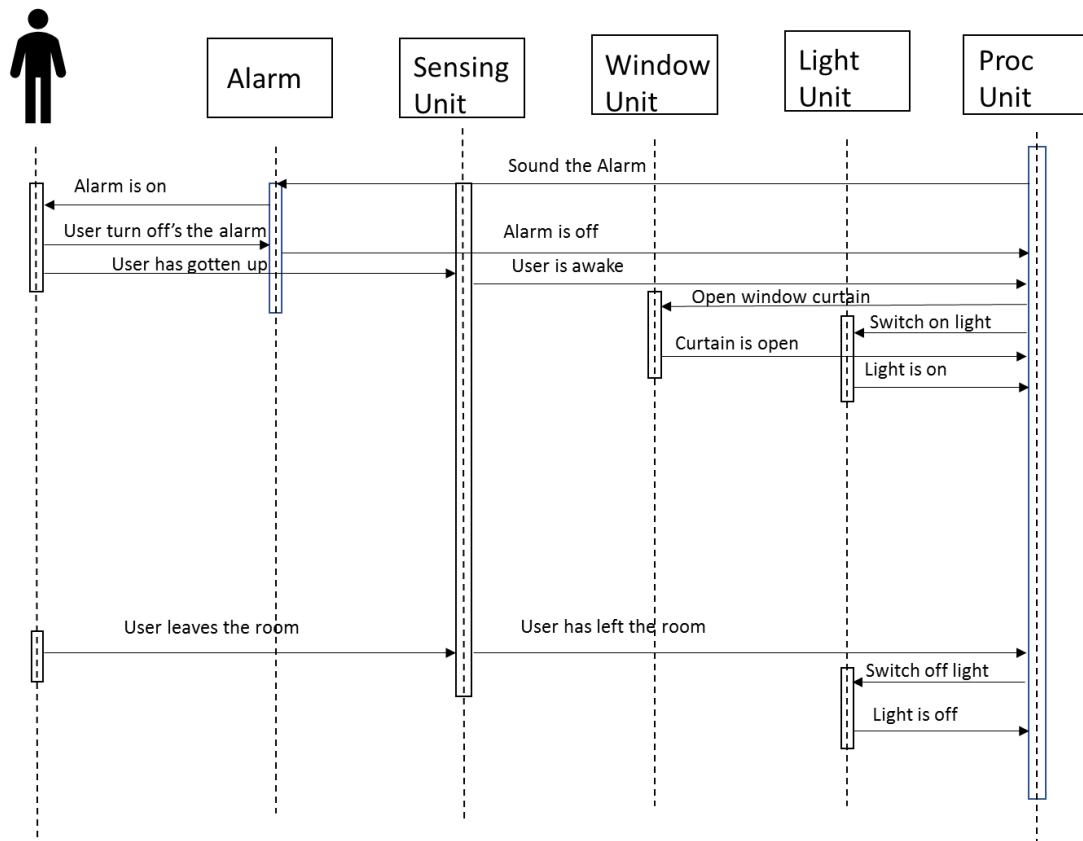 Alarm
Sensing
Unit
Window
Unit
Light
Unit
Proc
Unit
Sound the Alarm
Alarm is on
User turn off's the alarm
Alarm is off
User has gotten up
User is awake
Open window curtain
Switch on light
Curtain is open
Light is on
User leaves the room
User has left the room
Switch off light
Light is off